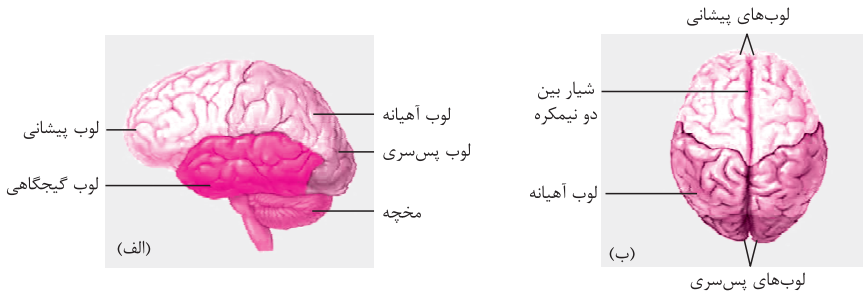 لوب‌های پیشانی
شیار بین
دو نیمکره
لوب آهیانه
لوب‌های پس‌سری
(ب)
لوب آهیانه
لوب پس‌سری
مخچه
لوب پیشانی
لوب گیجگاهی
(الف)